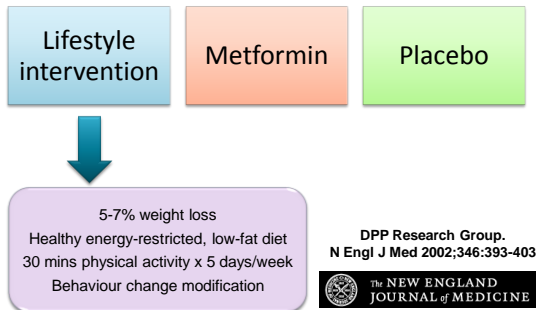 Lifestyle
intervention
Metformin
Placebo
5-7% weight loss
Healthy energy-restricted, low-fat diet
30 mins physical activity x 5 days/week
Behaviour change modification
DPP Research Group.
N Engl J Med 2002;346:393-403
The NEW ENGLAND
JOURNAL of MEDICINE